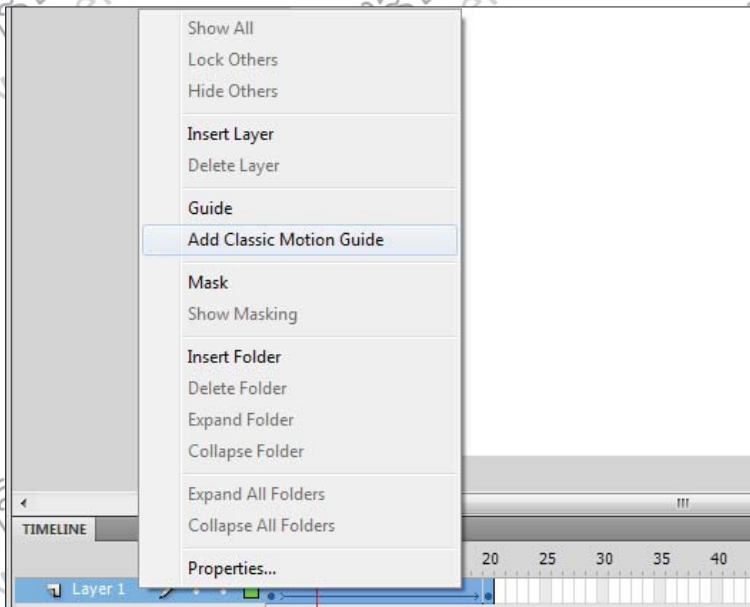 Show All
Lock Others
Hide Others
Insert Layer
Delete Layer
Guide
Add Classic Motion Guide
Mask
Show Masking
Insert Folder
Delete Folder
Expand Folder
Collapse Folder
Expand All Folders
Collapse All Folders
Properties...
TIMELINE
20 25 30 35 40
Layer 1